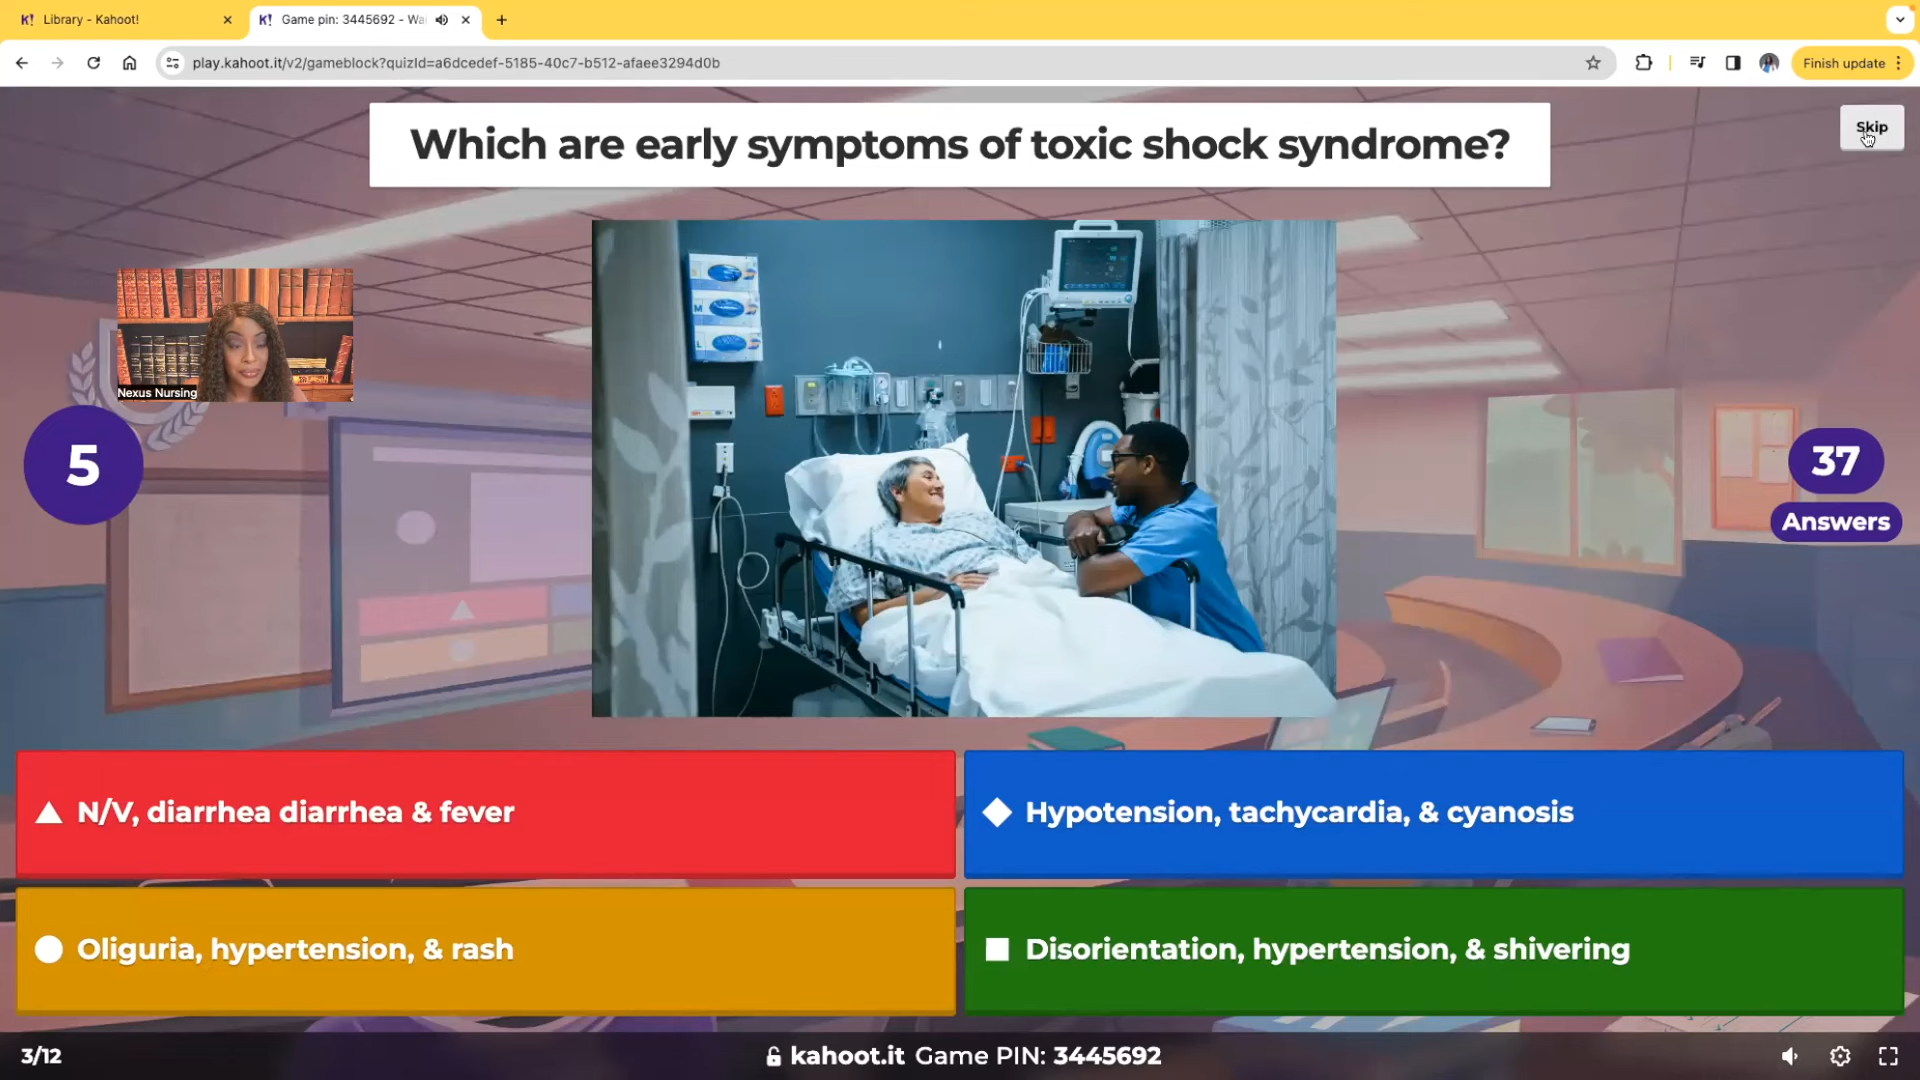 Library - Kahoot!
Game pin: 3445692 - Wai
play.kahoot.it/v2/gameblock?quizId=a6dcedef-5185-40c7-b512-afaee3294d0b
Finish update
Which are early symptoms of toxic shock syndrome?
Skip
M
Nexus Nursing
5
37
Answers
N/V, diarrhea diarrhea & fever
Hypotension, tachycardia, & cyanosis
Oliguria, hypertension, & rash
Disorientation, hypertension, & shivering
3/12
kahoot.it Game PIN: 3445692